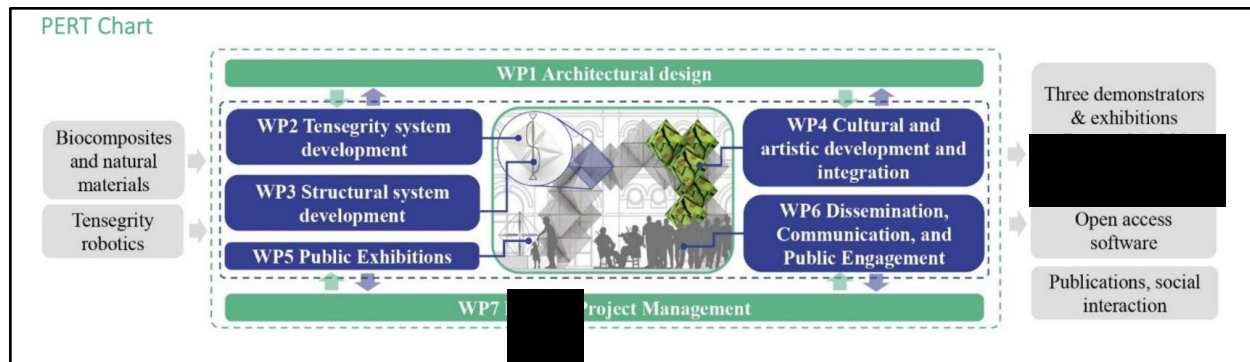 PERT Chart
WP1 Architectural design
Biocomposites
and natural
materials
Tensegrity
robotics
WP2 Tensegrity system
development
WP3 Structural system
development
WP5 Public Exhibitions
WP4 Cultural and
artistic development and
integration
WP6 Dissemination,
Communication, and
Public Engagement
WP7 Project Management
Three demonstrators
& exhibitions
Open access
software
Publications, social
interaction